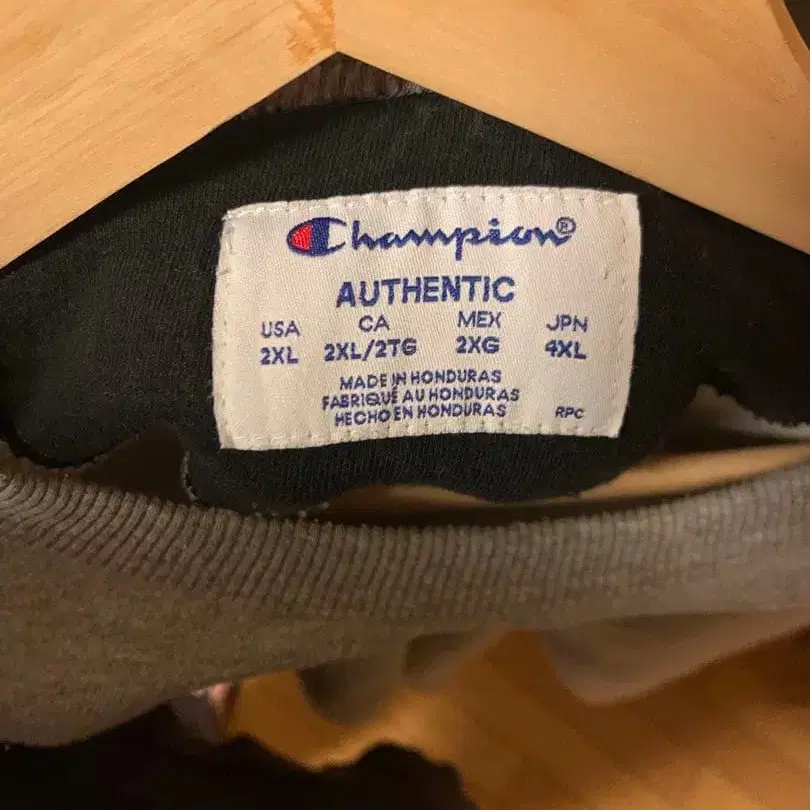 Champion®
AUTHENTIC
USA CA MEX JPN
2XL 2XL/2TG 2XG 4XL
MADE IN HONDURAS
FABRIQUÉ AU HONDURAS
HECHO EN HONDURAS RPC